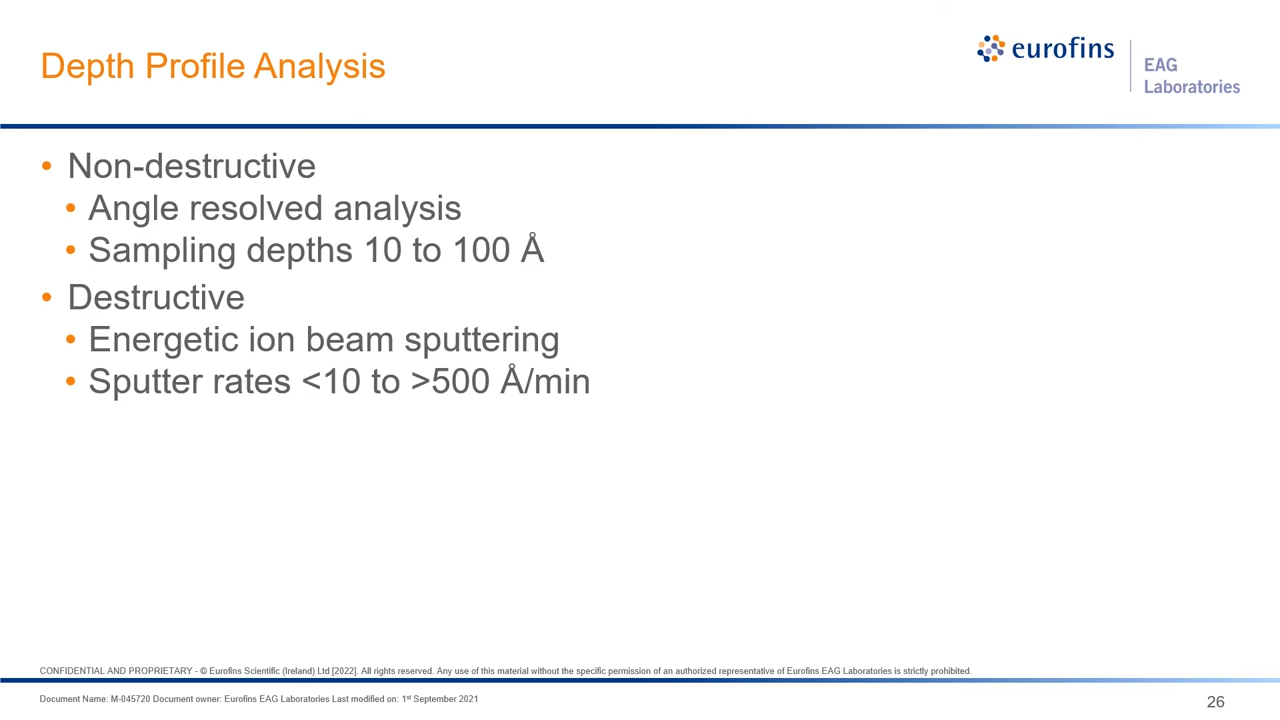 Depth Profile Analysis
eurofins
EAG
Laboratories
• Non-destructive
• Angle resolved analysis
• Sampling depths 10 to 100 Å
• Destructive
• Energetic ion beam sputtering
• Sputter rates <10 to >500 Å/min
CONFIDENTIAL AND PROPRIETARY - © Eurofins Scientific (Ireland) Ltd [2022]. All rights reserved. Any use of this material without the specific permission of an authorized representative of Eurofins EAG Laboratories is strictly prohibited.
Document Name: M-045720 Document owner: Eurofins EAG Laboratories Last modified on: 1st September 2021
26